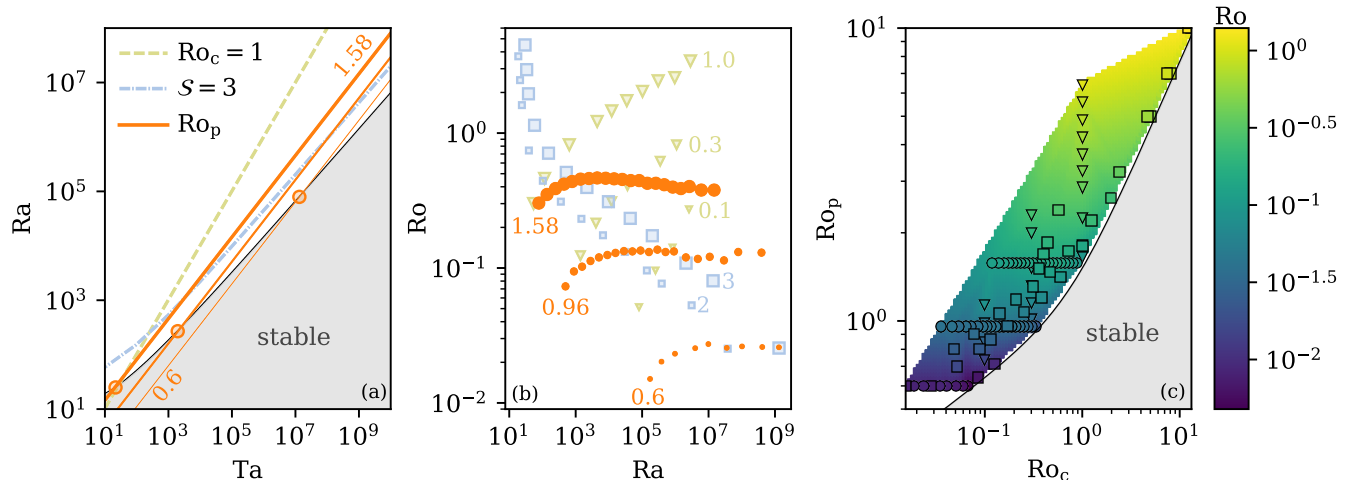 Ro_c = 1
𝒮 = 3
Ro_p
1.58
0.6
stable
(a)
10^7
10^5
10^3
10^1
Ra
10^1 10^3 10^5 10^7 10^9
Ta
1.0
0.3
0.1
1.58
0.96
0.6
3
2
(b)
10^0
10^-1
10^-2
Ro
10^1 10^3 10^5 10^7 10^9
Ra
stable
(c)
10^1
10^0
Ro_p
10^-1 10^0 10^1
Ro_c
Ro
10^0
10^-0.5
10^-1
10^-1.5
10^-2